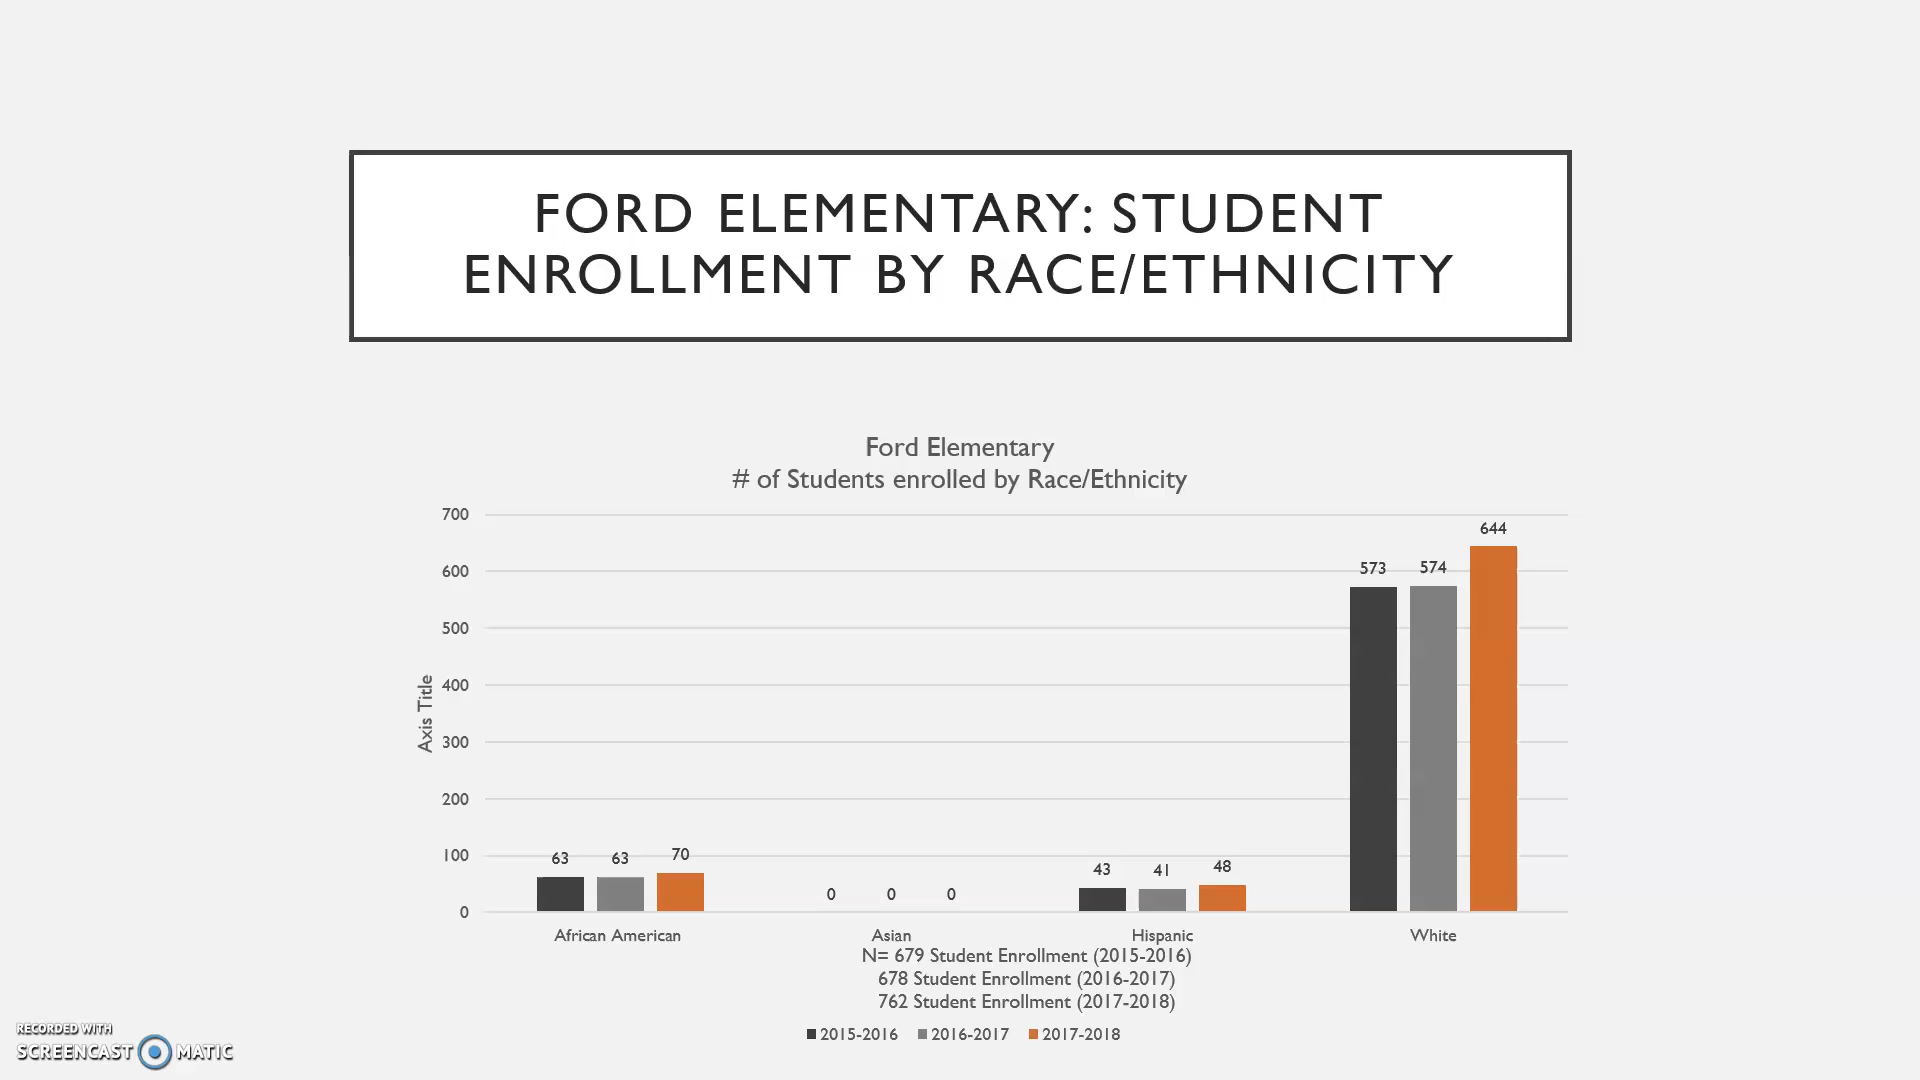 FORD ELEMENTARY: STUDENT
ENROLLMENT BY RACE/ETHNICITY
Ford Elementary
# of Students enrolled by Race/Ethnicity
700
600
500
400
300
200
100
0
Axis Title
63 63 70
0 0 0
43 41 48
573 574 644
African American Asian Hispanic White
N= 679 Student Enrollment (2015-2016)
678 Student Enrollment (2016-2017)
762 Student Enrollment (2017-2018)
2015-2016 2016-2017 2017-2018
RECORDED WITH
SCREENCAST MATIC